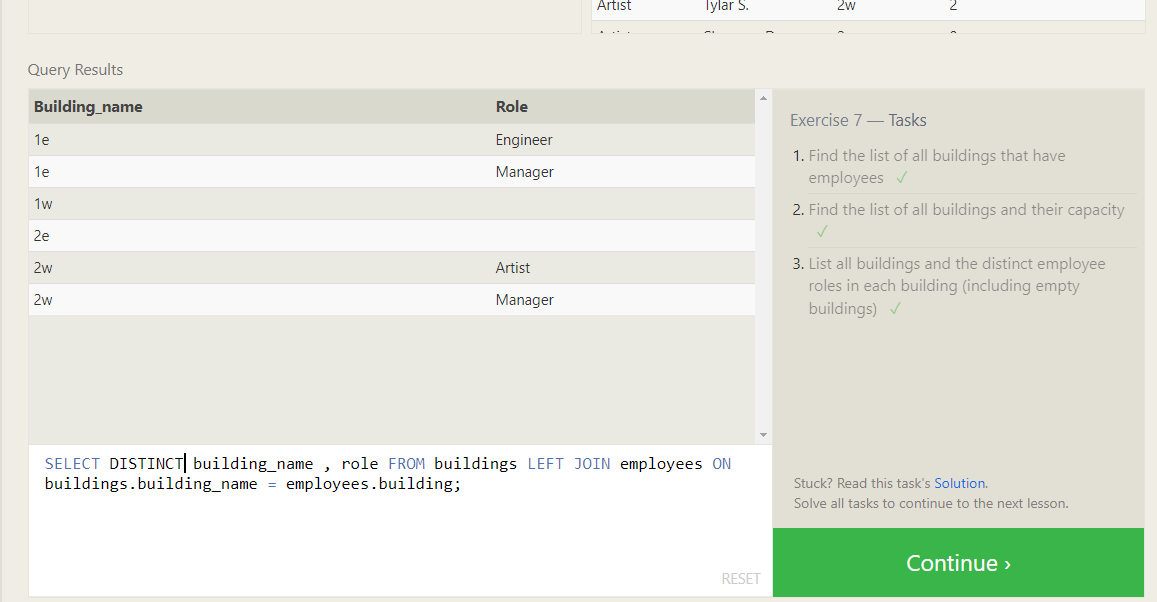 Artist Tylar S. 2w 2
Query Results
Building_name Role
1e Engineer
1e Manager
1w
2e
2w Artist
2w Manager
SELECT DISTINCT building_name , role FROM buildings LEFT JOIN employees ON
buildings.building_name = employees.building;
RESET
Exercise 7 — Tasks
1. Find the list of all buildings that have
employees ✓
2. Find the list of all buildings and their capacity
✓
3. List all buildings and the distinct employee
roles in each building (including empty
buildings) ✓
Stuck? Read this task's Solution.
Solve all tasks to continue to the next lesson.
Continue ›